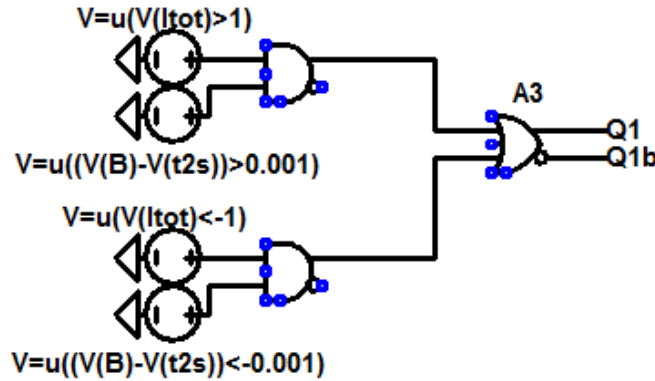 V=u(V(Itot)>1)
A3
Q1
Q1b
V=u((V(B)-V(t2s))>0.001)
V=u(V(Itot)<-1)
V=u((V(B)-V(t2s))<-0.001)